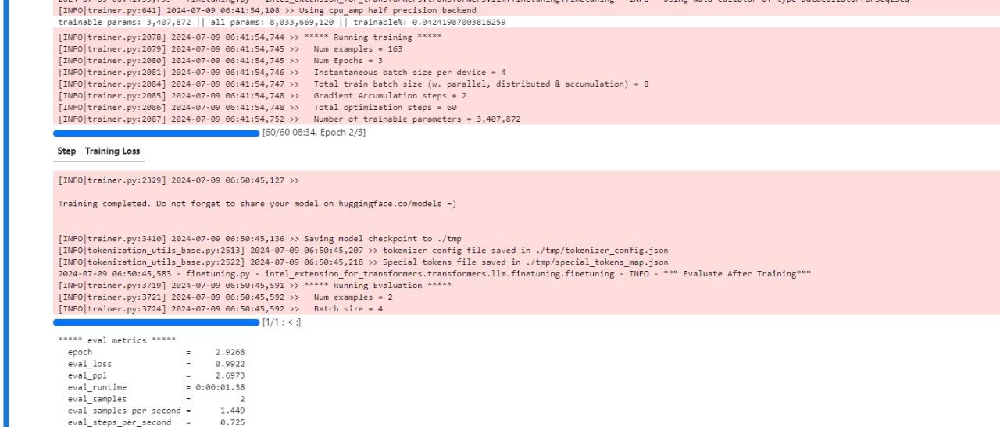 [INFO|trainer.py:641] 2024-07-09 06:41:54,108 >> Using cpu_amp half precision backend
trainable params: 3,407,872 || all params: 8,033,669,120 || trainable%: 0.04241987003816259
[INFO|trainer.py:2078] 2024-07-09 06:41:54,744 >> ***** Running training *****
[INFO|trainer.py:2079] 2024-07-09 06:41:54,745 >>   Num examples = 163
[INFO|trainer.py:2080] 2024-07-09 06:41:54,745 >>   Num Epochs = 3
[INFO|trainer.py:2081] 2024-07-09 06:41:54,746 >>   Instantaneous batch size per device = 4
[INFO|trainer.py:2084] 2024-07-09 06:41:54,747 >>   Total train batch size (w. parallel, distributed & accumulation) = 8
[INFO|trainer.py:2085] 2024-07-09 06:41:54,748 >>   Gradient Accumulation steps = 2
[INFO|trainer.py:2086] 2024-07-09 06:41:54,748 >>   Total optimization steps = 60
[INFO|trainer.py:2087] 2024-07-09 06:41:54,752 >>   Number of trainable parameters = 3,407,872
[60/60 08:34, Epoch 2/3]
Step Training Loss
[INFO|trainer.py:2329] 2024-07-09 06:50:45,127 >>
Training completed. Do not forget to share your model on huggingface.co/models =)
[INFO|trainer.py:3410] 2024-07-09 06:50:45,136 >> Saving model checkpoint to ./tmp
[INFO|tokenization_utils_base.py:2513] 2024-07-09 06:50:45,207 >> tokenizer config file saved in ./tmp/tokenizer_config.json
[INFO|tokenization_utils_base.py:2522] 2024-07-09 06:50:45,218 >> Special tokens file saved in ./tmp/special_tokens_map.json
2024-07-09 06:50:45,583 - finetuning.py - intel_extension_for_transformers.transformers.llm.finetuning.finetuning - INFO - *** Evaluate After Training***
[INFO|trainer.py:3719] 2024-07-09 06:50:45,591 >> ***** Running Evaluation *****
[INFO|trainer.py:3721] 2024-07-09 06:50:45,592 >>   Num examples = 2
[INFO|trainer.py:3724] 2024-07-09 06:50:45,592 >>   Batch size = 4
[1/1 : < :]
***** eval metrics *****
epoch = 2.9268
eval_loss = 0.9922
eval_ppl = 2.6973
eval_runtime = 0:00:01.38
eval_samples = 2
eval_samples_per_second = 1.449
eval_steps_per_second = 0.725